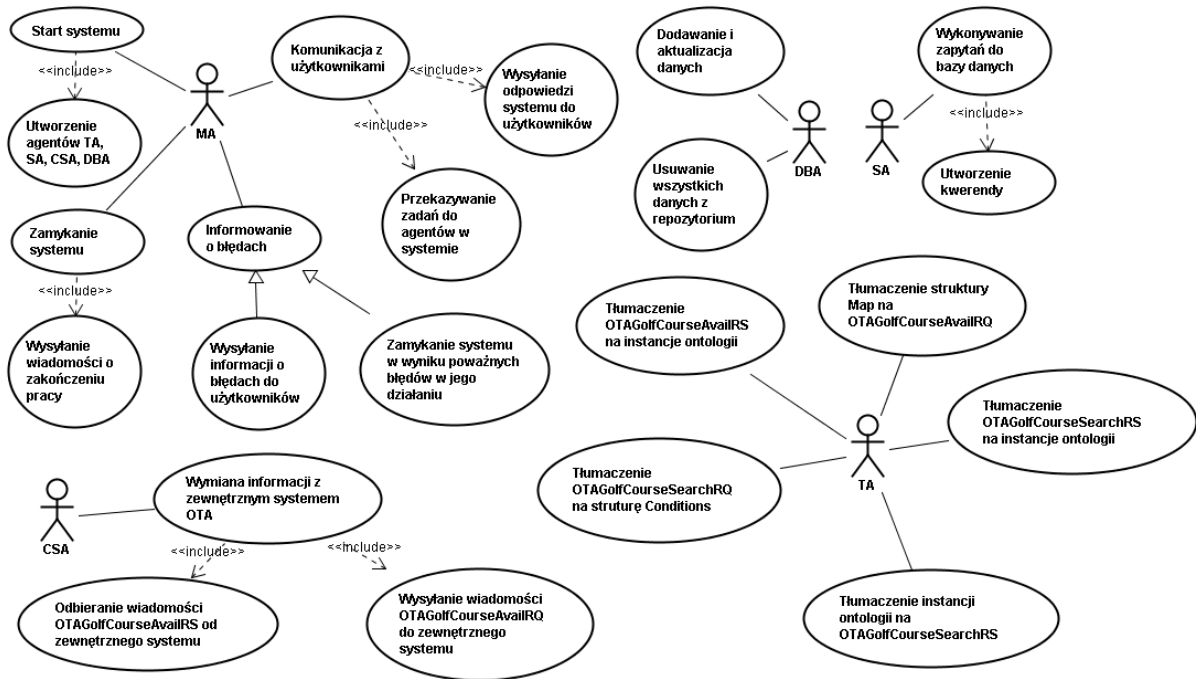 Start systemu
<<include>>
Utworzenie
agentów TA,
SA, CSA, DBA
MA
Komunikacja z
użytkownikami
<<include>>
Wysyłanie
odpowiedzi
systemu do
użytkowników
<<include>>
Przekazywanie
zadań do
agentów w
systemie
Zamykanie
systemu
<<include>>
Wysyłanie
wiadomości o
zakończeniu
pracy
Informowanie
o błędach
Wysyłanie
informacji o
błędach do
użytkowników
Zamykanie systemu
w wyniku poważnych
błędów w jego
działaniu
Dodawanie i
aktualizacja
danych
Usuwanie
wszystkich
danych z
repozytorium
DBA
SA
Wykonywanie
zapytań do
bazy danych
<<include>>
Utworzenie
kwerendy
Tłumaczenie
OTAGolfCourseAvailRS
na instancje ontologii
Tłumaczenie struktury
Map na
OTAGolfCourseAvailRQ
Tłumaczenie
OTAGolfCourseSearchRS
na instancje ontologii
TA
Tłumaczenie
OTAGolfCourseSearchRQ
na struturę Conditions
Tłumaczenie instancji
ontologii na
OTAGolfCourseSearchRS
CSA
Wymiana informacji z
zewnętrznym systemem
OTA
<<include>>
<<include>>
Odbieranie wiadomości
OTAGolfCourseAvailRS od
zewnętrznego systemu
Wysyłanie wiadomości
OTAGolfCourseAvailRQ
do zewnętrznego
systemu